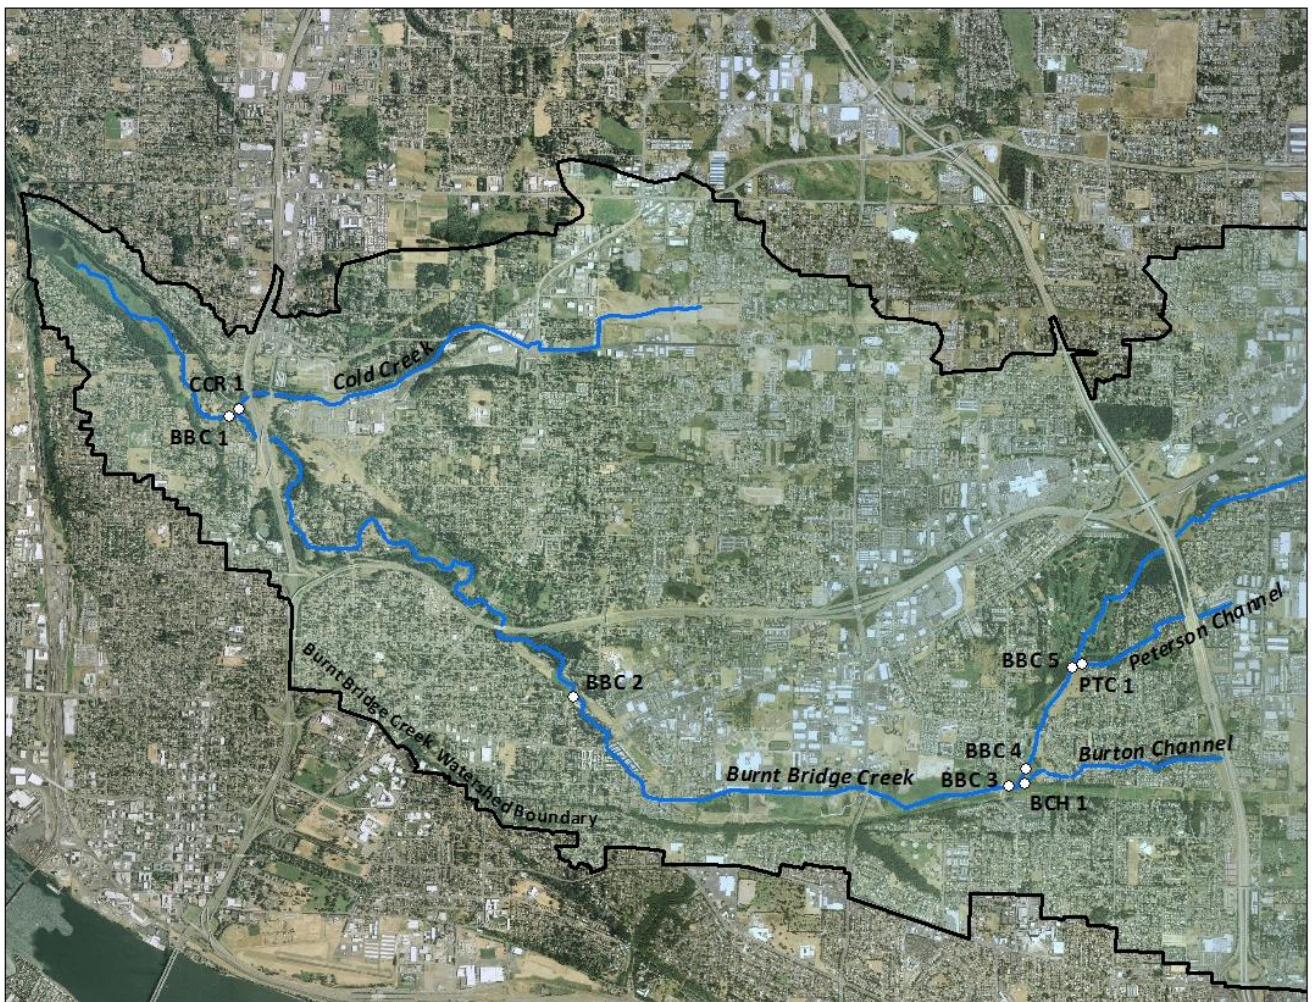 Cold Creek
CCR 1
BBC 1
Peterson Channel
BBC 5
PTC 1
BBC 2
Burnt Bridge Creek Watershed Boundary
BBC 4
Burton Channel
Burnt Bridge Creek
BBC 3
BCH 1